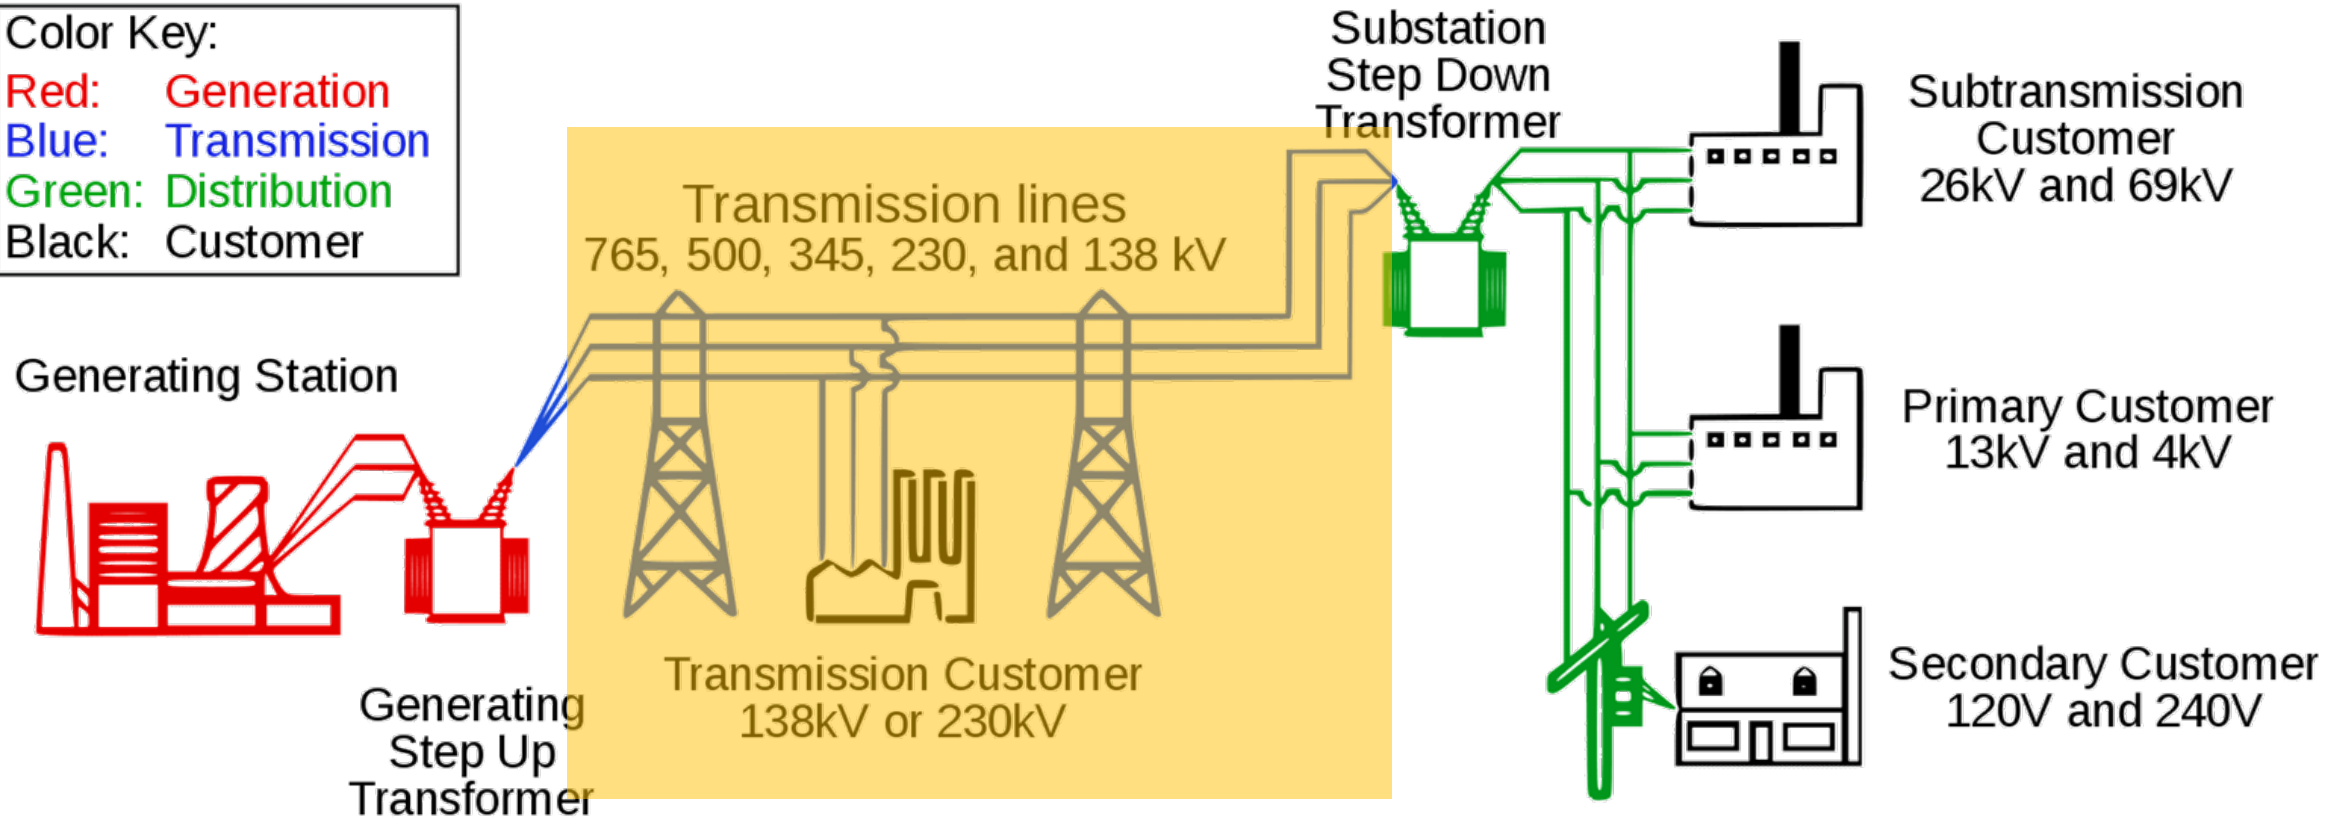 Color Key:
Red: Generation
Blue: Transmission
Green: Distribution
Black: Customer
Substation
Step Down
Transformer
Subtransmission
Customer
26kV and 69kV
Transmission lines
765, 500, 345, 230, and 138 kV
Generating Station
Primary Customer
13kV and 4kV
Transmission Customer
138kV or 230kV
Generating
Step Up
Transformer
Secondary Customer
120V and 240V